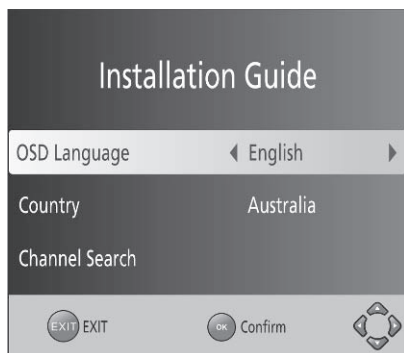 Installation Guide
OSD Language English
Country Australia
Channel Search
EXIT EXIT OK Confirm